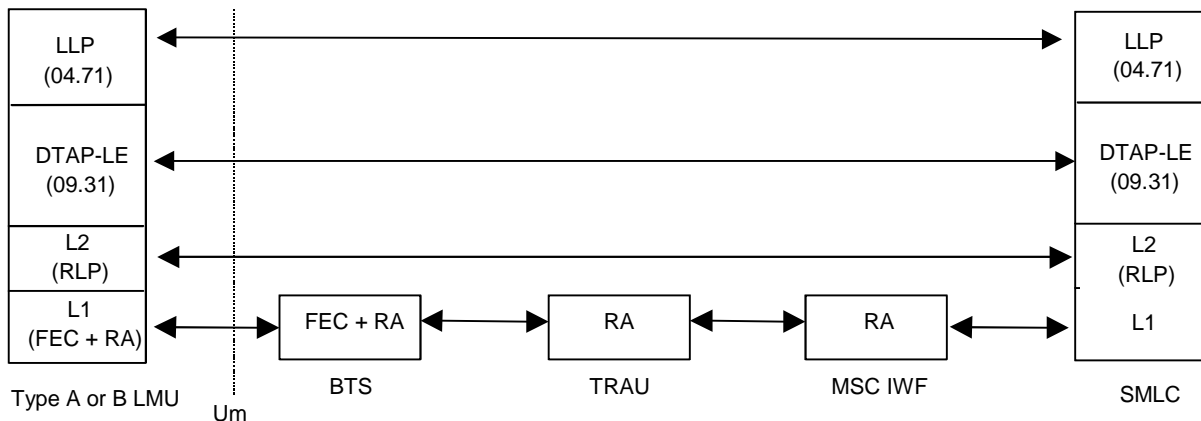 LLP
(04.71)
LLP
(04.71)
DTAP-LE
(09.31)
DTAP-LE
(09.31)
L2
(RLP)
L2
(RLP)
L1
(FEC + RA)
FEC + RA
RA
RA
L1
Type A or B LMU
Um
BTS
TRAU
MSC IWF
SMLC